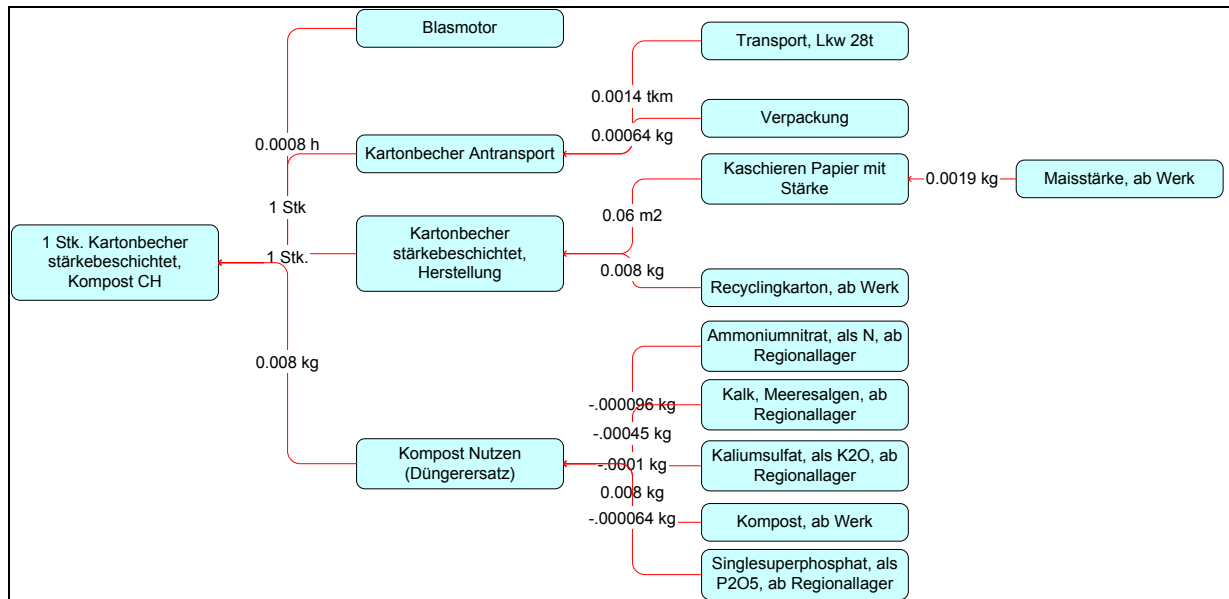 Blasmotor
Transport, Lkw 28t
0.0014 tkm
Verpackung
0.00064 kg
0.0008 h
Kartonbecher Antransport
Kaschieren Papier mit
Stärke
0.0019 kg
Maisstärke, ab Werk
1 Stk
0.06 m2
1 Stk. Kartonbecher
stärkebeschichtet,
Kompost CH
1 Stk.
Kartonbecher
stärkebeschichtet,
Herstellung
0.008 kg
Recyclingkarton, ab Werk
Ammoniumnitrat, als N, ab
Regionallager
0.008 kg
-.000096 kg
Kalk, Meeresalgen, ab
Regionallager
-.00045 kg
Kompost Nutzen
(Düngerersatz)
-.0001 kg
Kaliumsulfat, als K2O, ab
Regionallager
0.008 kg
-.000064 kg
Kompost, ab Werk
Singlesuperphosphat, als
P2O5, ab Regionallager